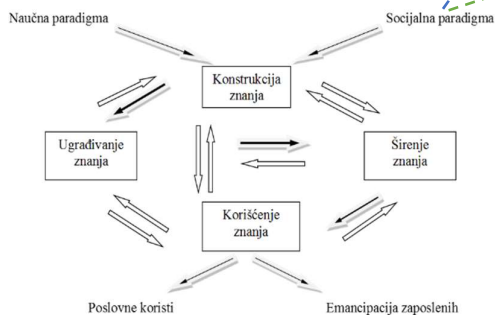 Naučna paradigma
Socijalna paradigma
Konstrukcija
znanja
Ugrađivanje
znanja
Širenje
znanja
Korišćenje
znanja
Poslovne koristi
Emancipacija zaposlenih